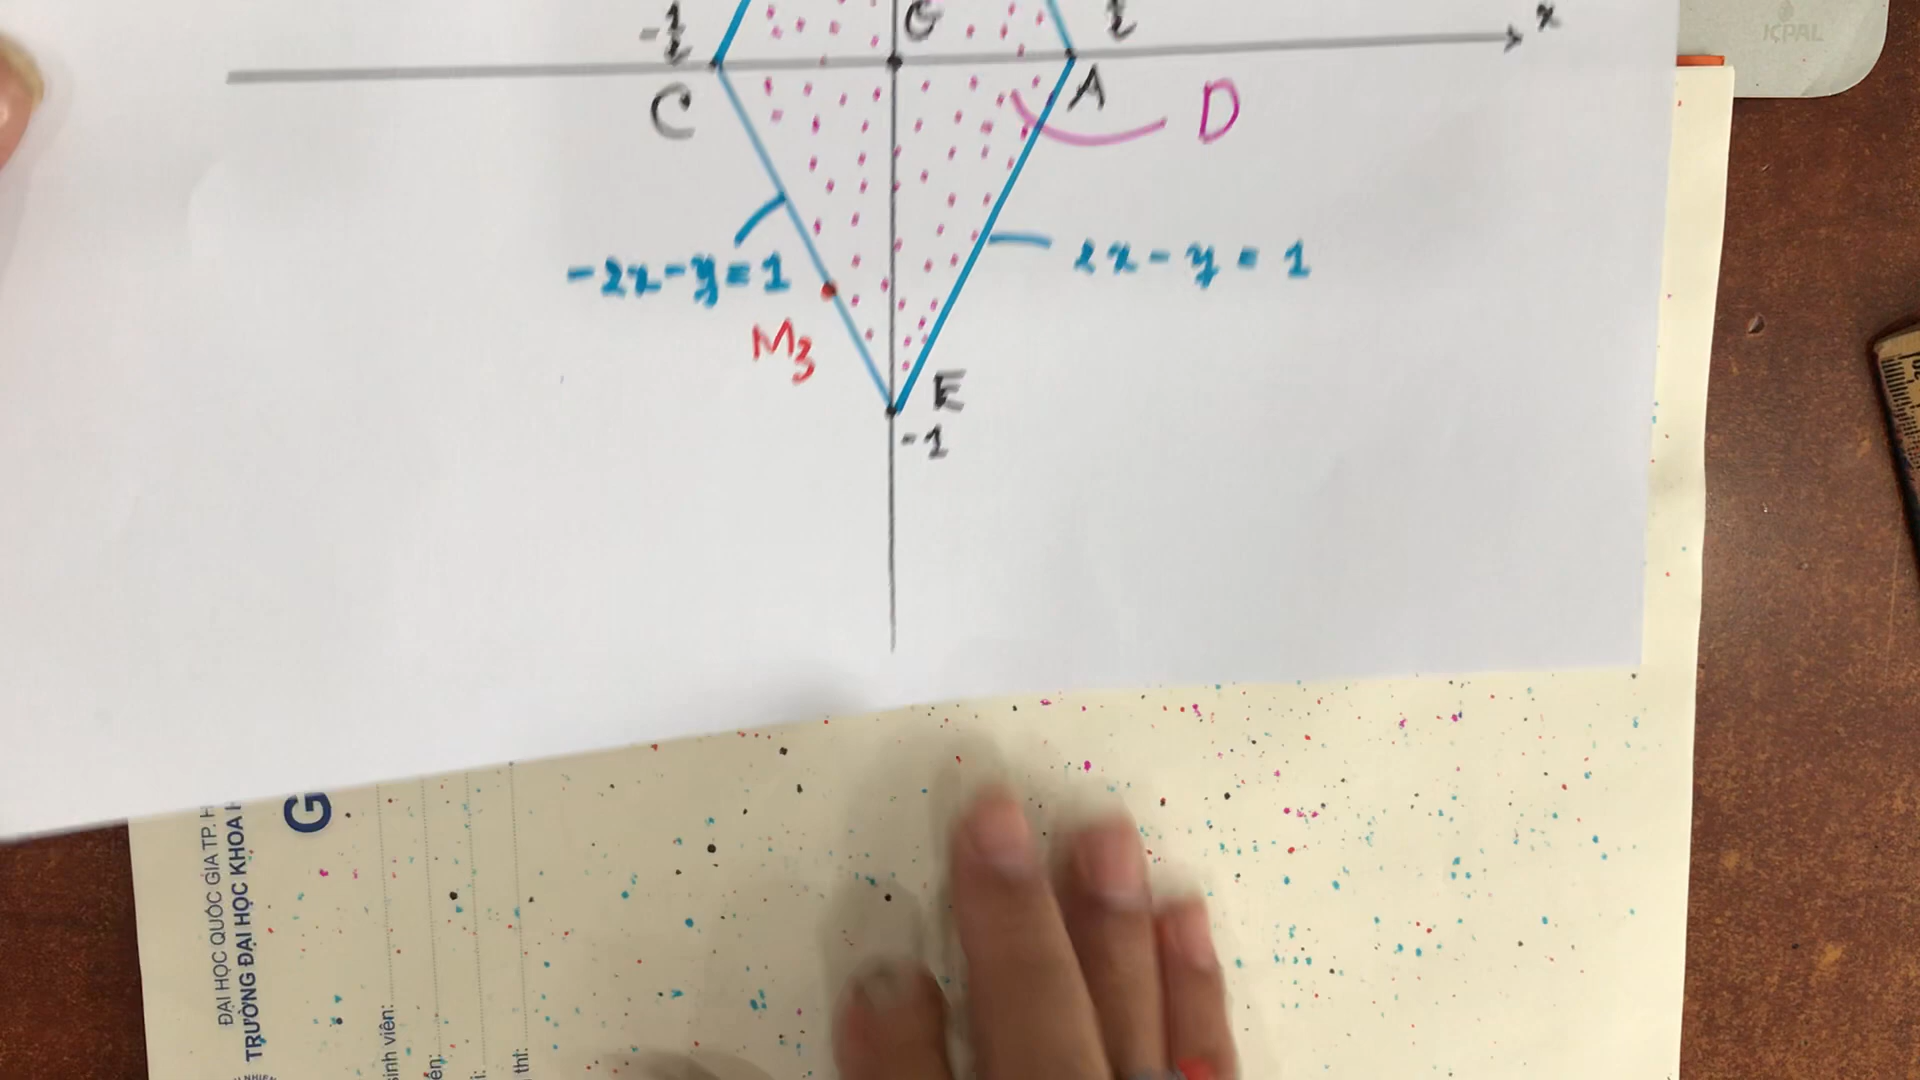 -1/2
O
1/2
x
C
A
D
-2x-y=1
2x-y=1
M3
E
-1
ĐẠI HỌC QUỐC GIA TP. H
TRƯỜNG ĐẠI HỌC KHOA H
G
sinh viên:
thi: